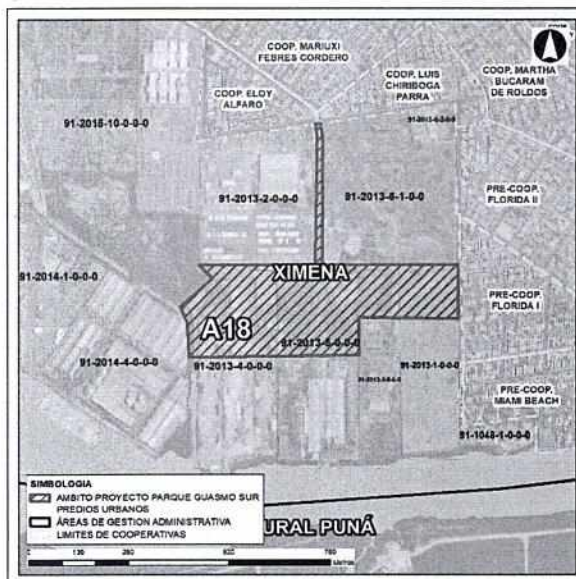 COOP. MARIUXI
FEBRES CORDERO
COOP. LUIS
CHIRIBOGA
PARRA
COOP. MARTHA
BUCARAM
DE ROLDOS
COOP. ELOY
ALFARO
91-2015-10-0-0-0
91-2013-2-0-0-0
91-2013-6-1-0-0
PRE-COOP.
FLORIDA II
XIMENA
91-2014-1-0-0-0
A18
PRE-COOP.
FLORIDA I
91-2013-5-0-0-0
91-2014-4-0-0-0
91-2013-4-0-0-0
91-2013-1-0-0-0
PRE-COOP.
MIAMI BEACH
91-1048-1-0-0-0
SIMBOLOGIA
AMBITO PROYECTO PARQUE GUASMO SUR
PREDIOS URBANOS
ÁREAS DE GESTION ADMINISTRATIVA
LIMITES DE COOPERATIVAS
URAL PUNÁ
0